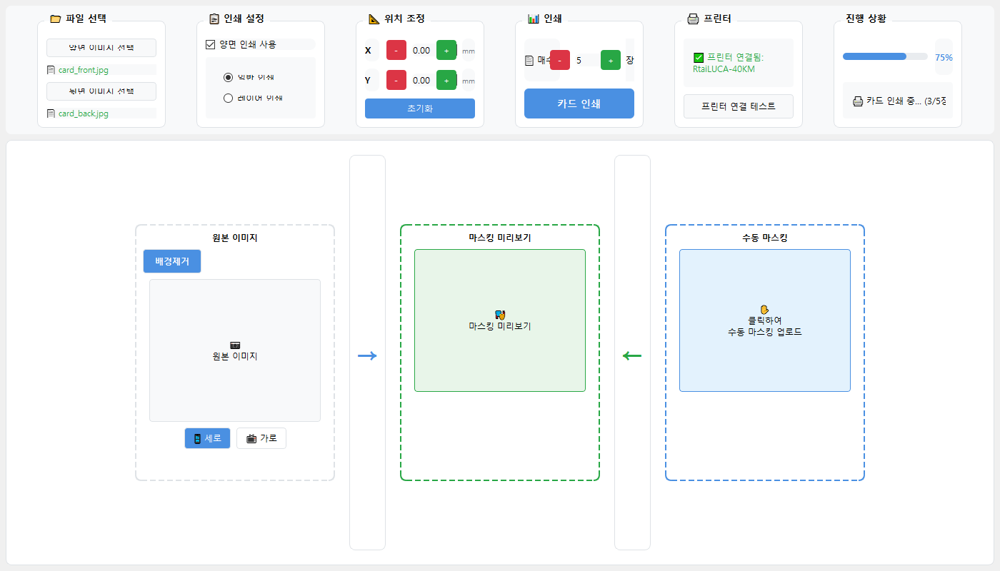 파일 선택
앞면 이미지 선택
card_front.jpg
뒷면 이미지 선택
card_back.jpg
인쇄 설정
양면 인쇄 사용
일반 인쇄
레이어 인쇄
위치 조정
X - 0.00 + mm
Y - 0.00 + mm
초기화
인쇄
매수 - 5 + 장
카드 인쇄
프린터
프린터 연결됨:
RtaiLUCA-40KM
프린터 연결 테스트
진행 상황
75%
카드 인쇄 중... (3/5장
원본 이미지
배경제거
원본 이미지
세로
가로
→
마스킹 미리보기
마스킹 미리보기
←
수동 마스킹
클릭하여
수동 마스킹 업로드